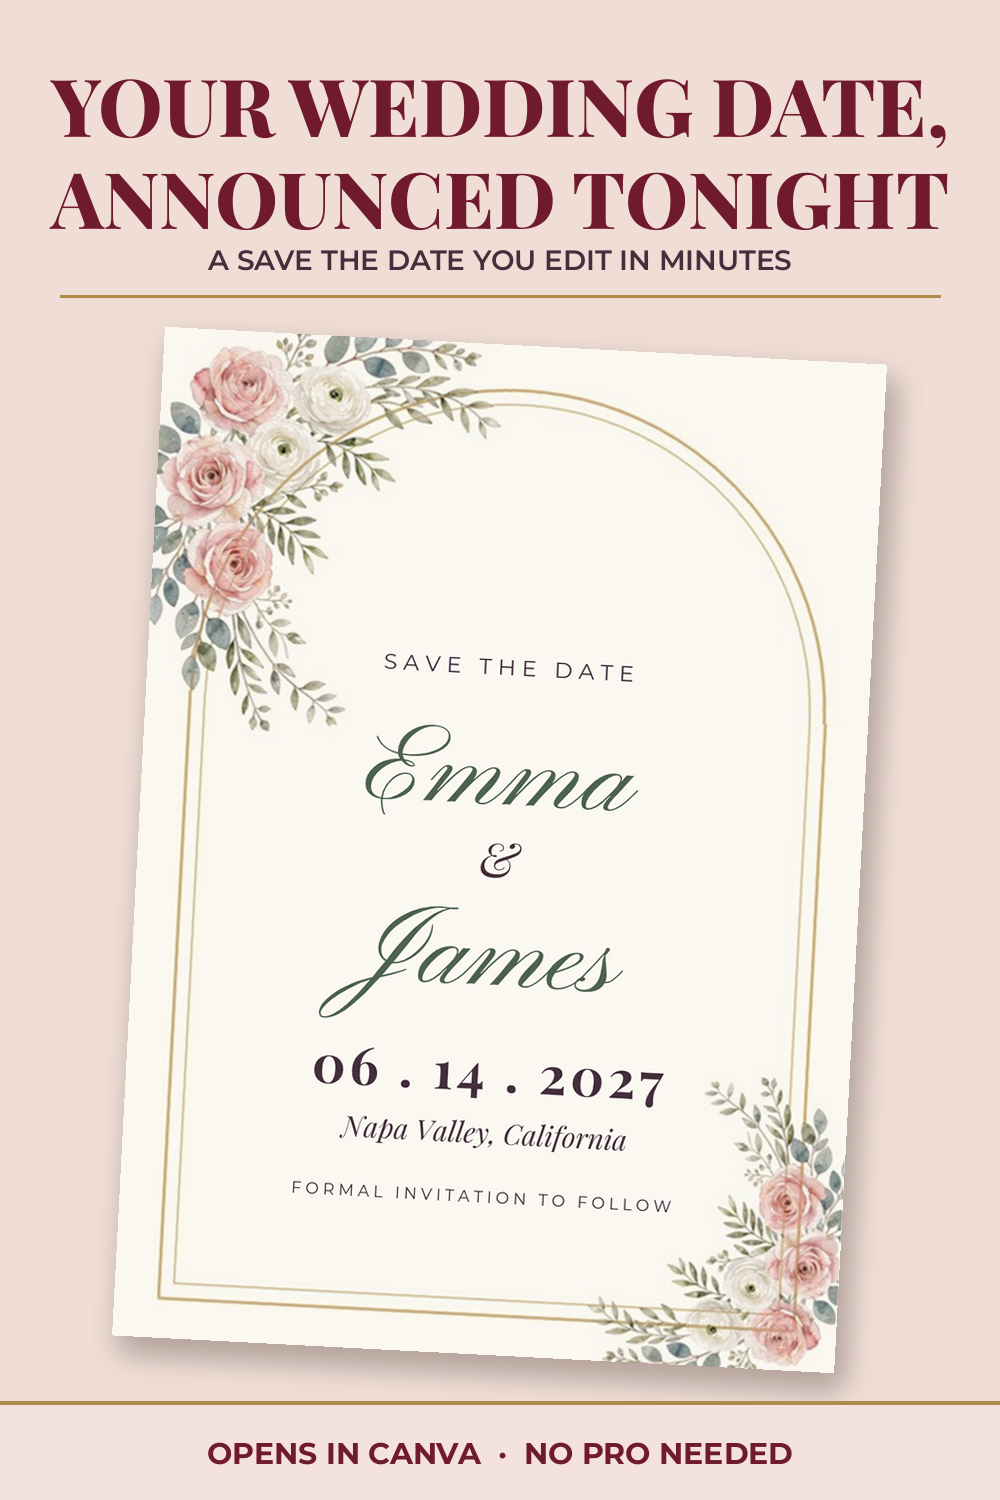 YOUR WEDDING DATE,
ANNOUNCED TONIGHT
A SAVE THE DATE YOU EDIT IN MINUTES
SAVE THE DATE
Emma
&
James
06 . 14 . 2027
Napa Valley, California
FORMAL INVITATION TO FOLLOW
OPENS IN CANVA · NO PRO NEEDED